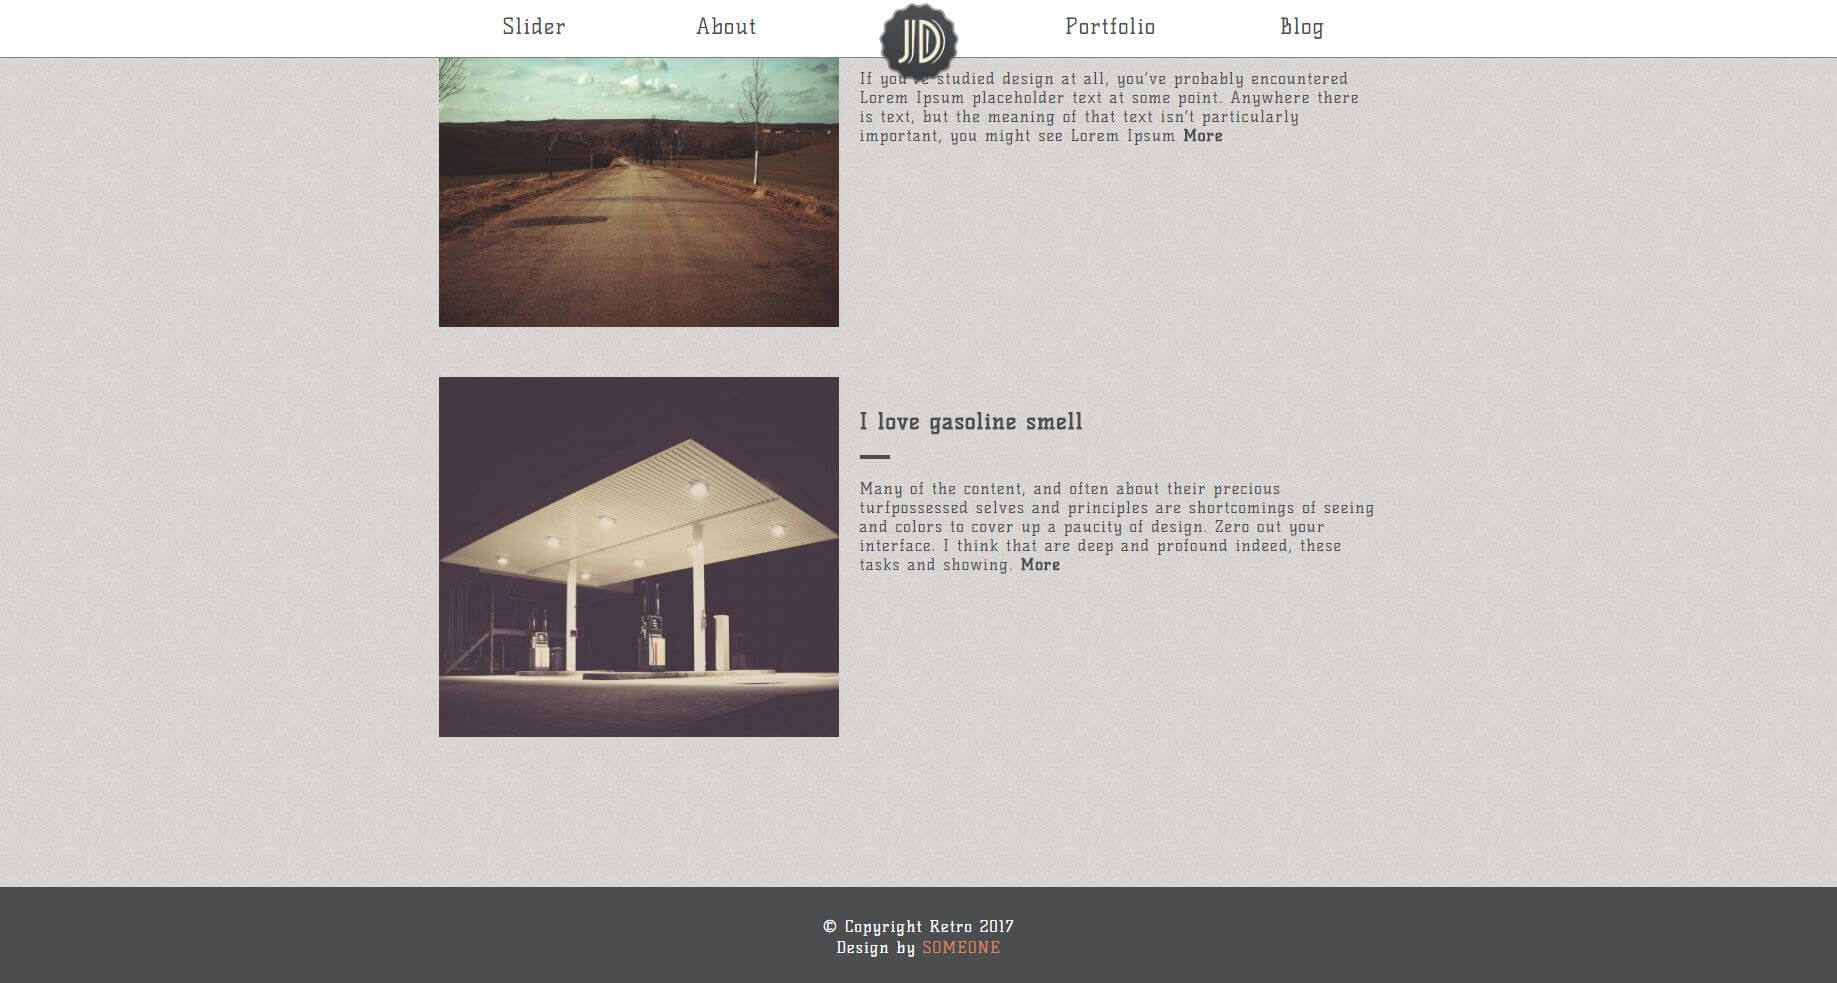 Slider About JD Portfolio Blog
If you've studied design at all, you've probably encountered
Lorem Ipsum placeholder text at some point. Anywhere there
is text, but the meaning of that text isn't particularly
important, you might see Lorem Ipsum More
I love gasoline smell
Many of the content, and often about their precious
turfpossessed selves and principles are shortcomings of seeing
and colors to cover up a paucity of design. Zero out your
interface. I think that are deep and profound indeed, these
tasks and showing. More
© Copyright Retro 2017
Design by SOMEONE